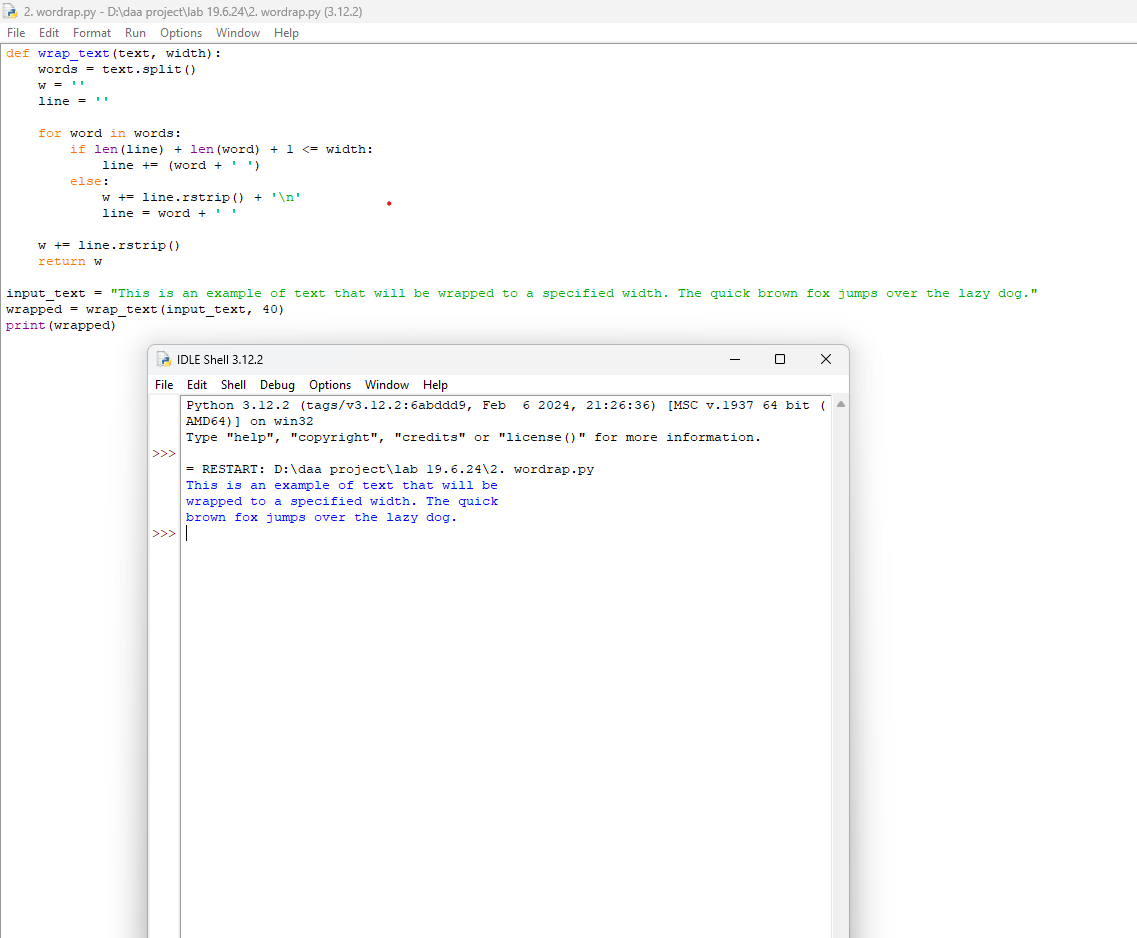 2. wordrap.py - D:\daa project\lab 19.6.24\2. wordrap.py (3.12.2)
File Edit Format Run Options Window Help
def wrap_text(text, width):
    words = text.split()
    w = ''
    line = ''

    for word in words:
        if len(line) + len(word) + 1 <= width:
            line += (word + ' ')
        else:
            w += line.rstrip() + '\n'
            line = word + ' '

    w += line.rstrip()
    return w

input_text = "This is an example of text that will be wrapped to a specified width. The quick brown fox jumps over the lazy dog."
wrapped = wrap_text(input_text, 40)
print(wrapped)
IDLE Shell 3.12.2
File Edit Shell Debug Options Window Help
Python 3.12.2 (tags/v3.12.2:6abddd9, Feb  6 2024, 21:26:36) [MSC v.1937 64 bit (
AMD64)] on win32
Type "help", "copyright", "credits" or "license()" for more information.
>>>
= RESTART: D:\daa project\lab 19.6.24\2. wordrap.py
This is an example of text that will be
wrapped to a specified width. The quick
brown fox jumps over the lazy dog.
>>>